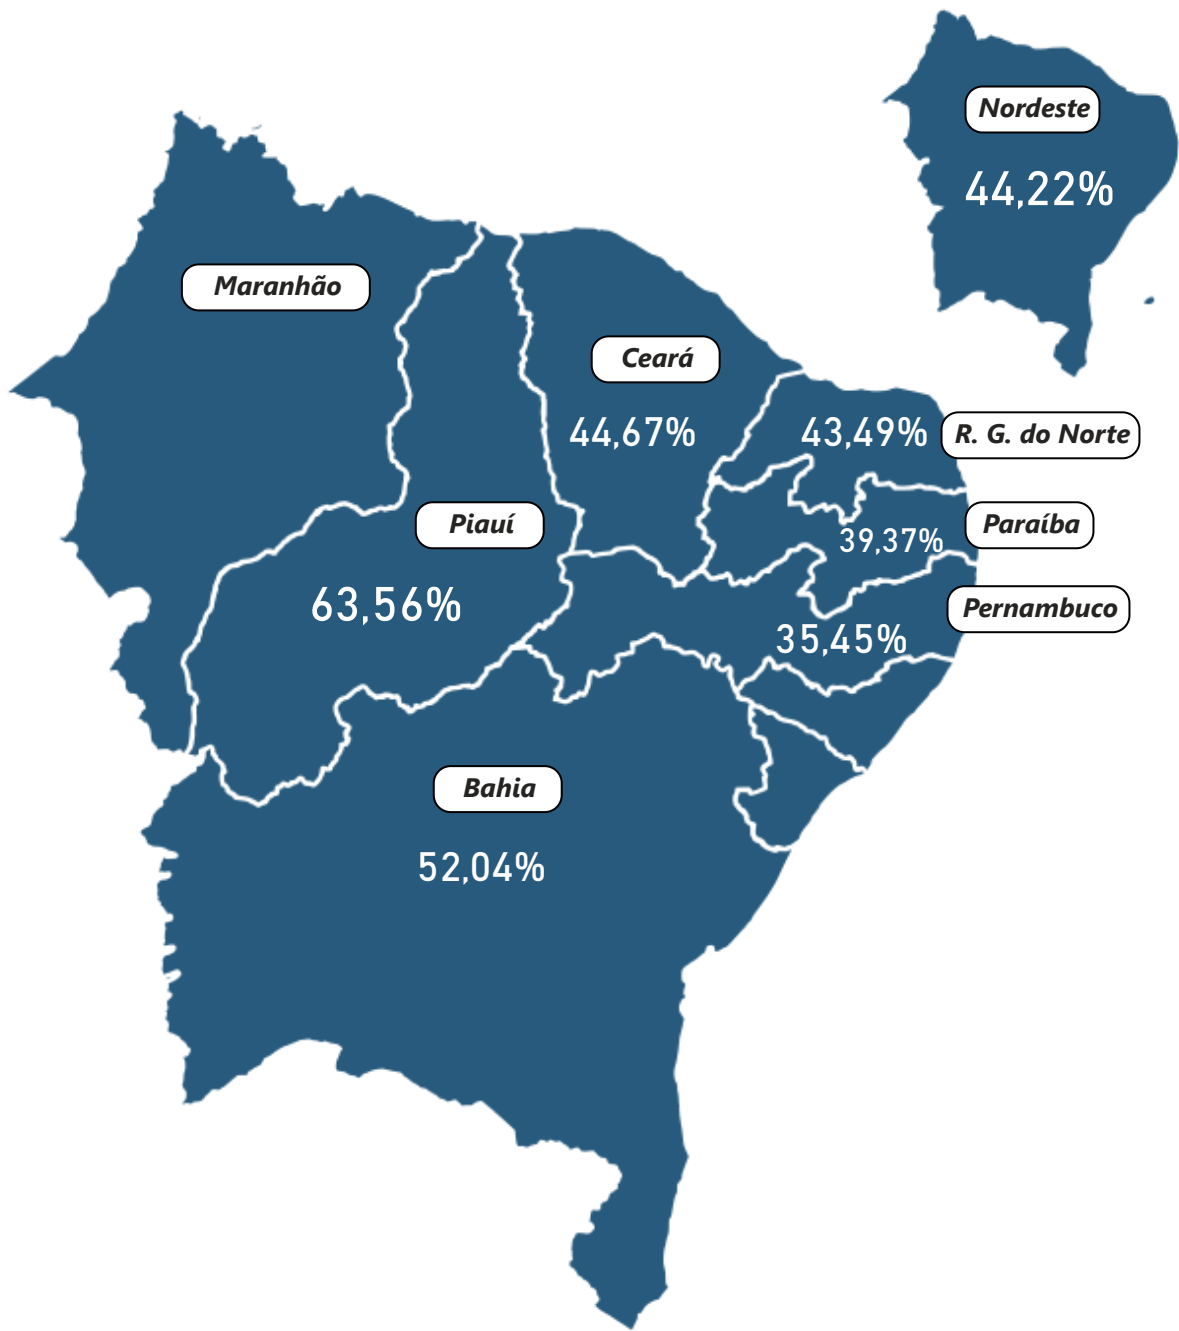 Nordeste
44,22%
Maranhão
Ceará
44,67%
43,49%
R. G. do Norte
Piauí
63,56%
Paraíba
39,37%
Pernambuco
35,45%
Bahia
52,04%